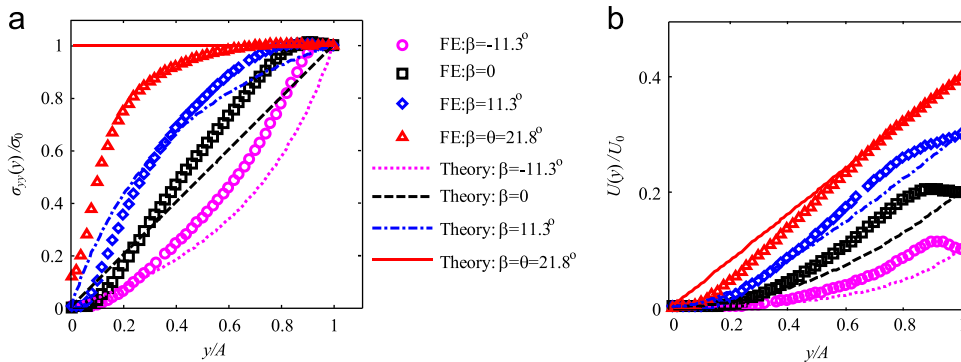 a
1
0.8
0.6
0.4
0.2
0
0 0.2 0.4 0.6 0.8 1
σyy(y)/σ0
y/A
FE:β=-11.3°
FE:β=0
FE:β=11.3°
FE:β=θ=21.8°
Theory: β=-11.3°
Theory: β=0
Theory: β=11.3°
Theory: β=θ=21.8°
b
0.4
0.2
0
0 0.2 0.4 0.6 0.8 1
U(y)/U0
y/A